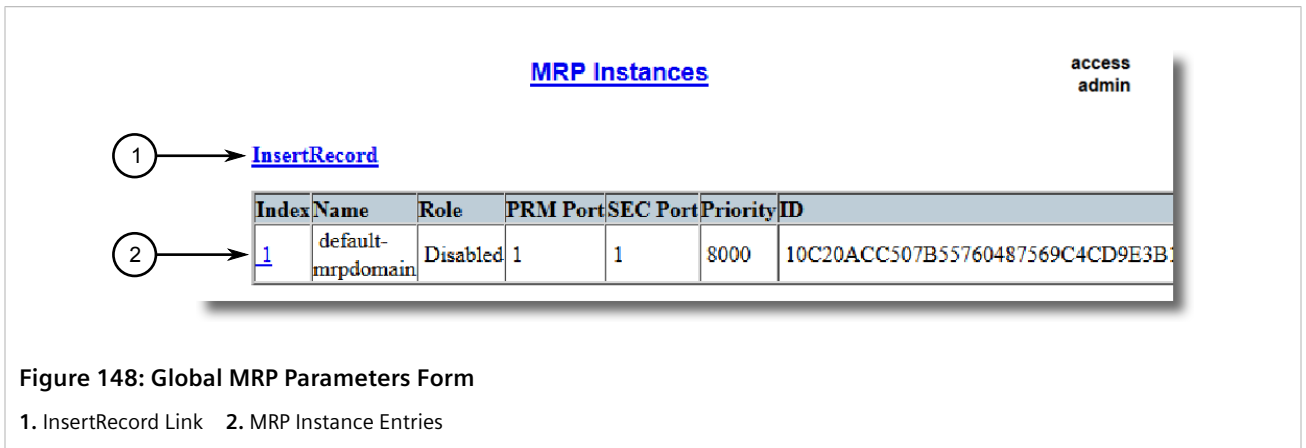 MRP Instances
access
admin
1
InsertRecord
Index Name Role PRM Port SEC Port Priority ID
2
1 default-mrpdomain Disabled 1 1 8000 10C20ACC507B55760487569C4CD9E3B1
Figure 148: Global MRP Parameters Form
1. InsertRecord Link 2. MRP Instance Entries